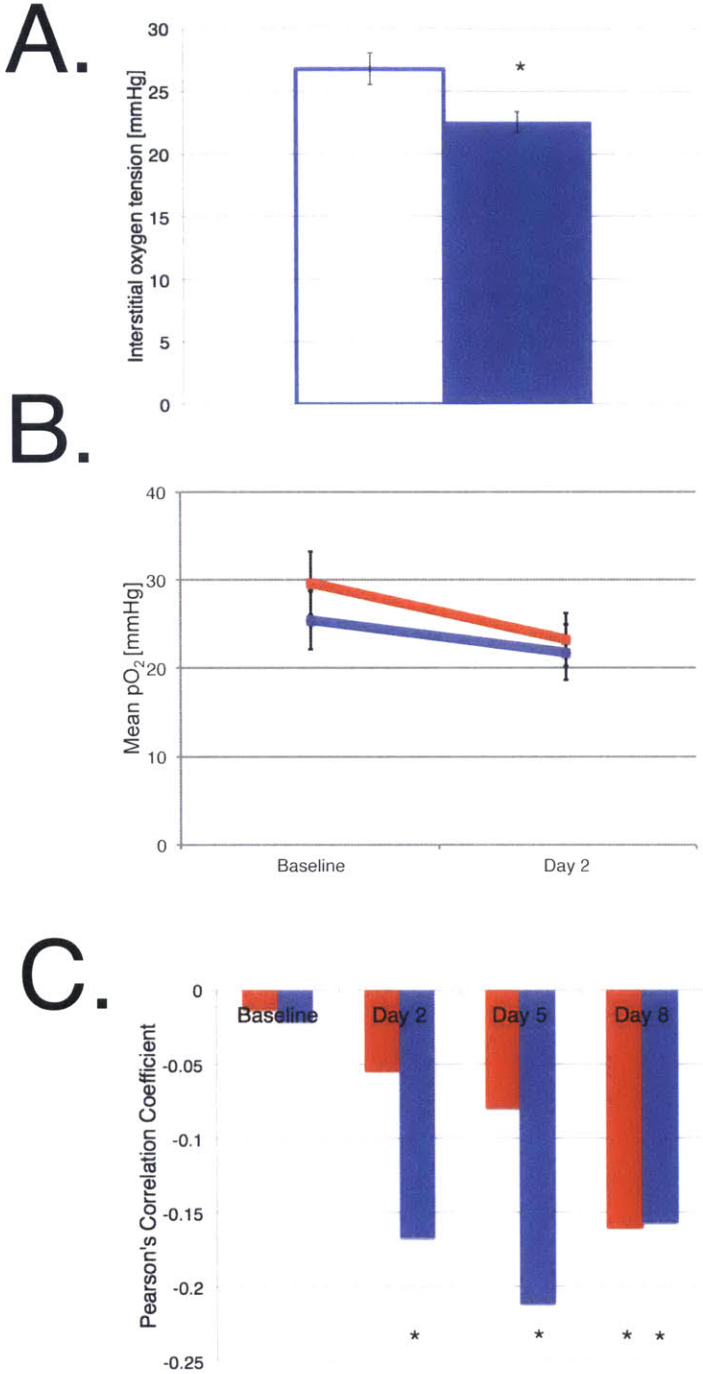 A.
Interstitial oxygen tension [mmHg]
30
25
20
15
10
5
0
*
B.
Mean pO2 [mmHg]
40
30
20
10
0
Baseline
Day 2
C.
Pearson's Correlation Coefficient
0
-0.05
-0.1
-0.15
-0.2
-0.25
Baseline
Day 2
Day 5
Day 8
*
*
* *